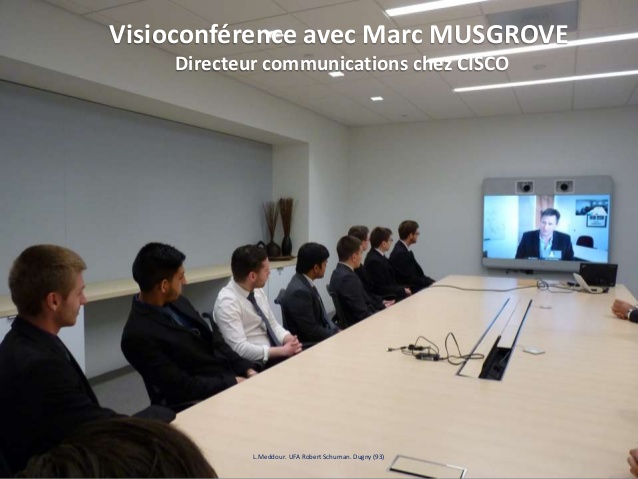 Visioconférence avec Marc MUSGROVE
Directeur communications chez CISCO
L.Meddour. UFA Robert Schuman. Dugny (93)